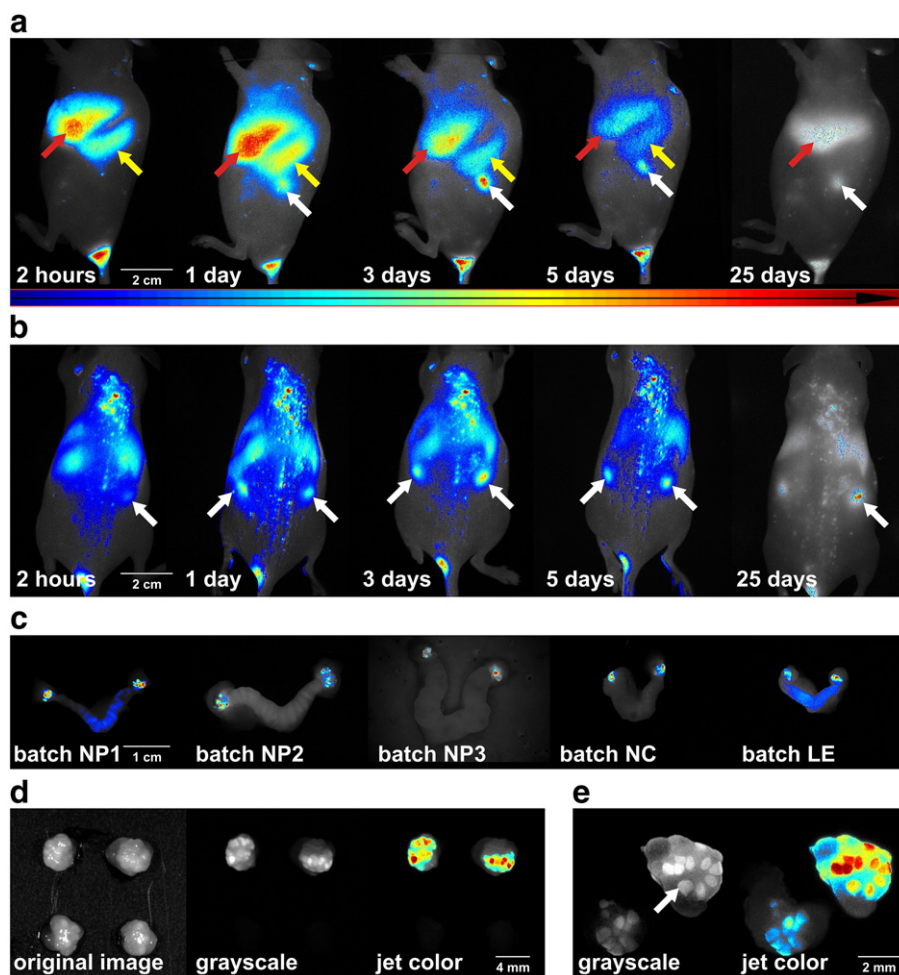 a
2 hours 2 cm 1 day 3 days 5 days 25 days
b
2 hours 2 cm 1 day 3 days 5 days 25 days
c
batch NP1 1 cm batch NP2 batch NP3 batch NC batch LE
d e
original image grayscale jet color 4 mm grayscale jet color 2 mm